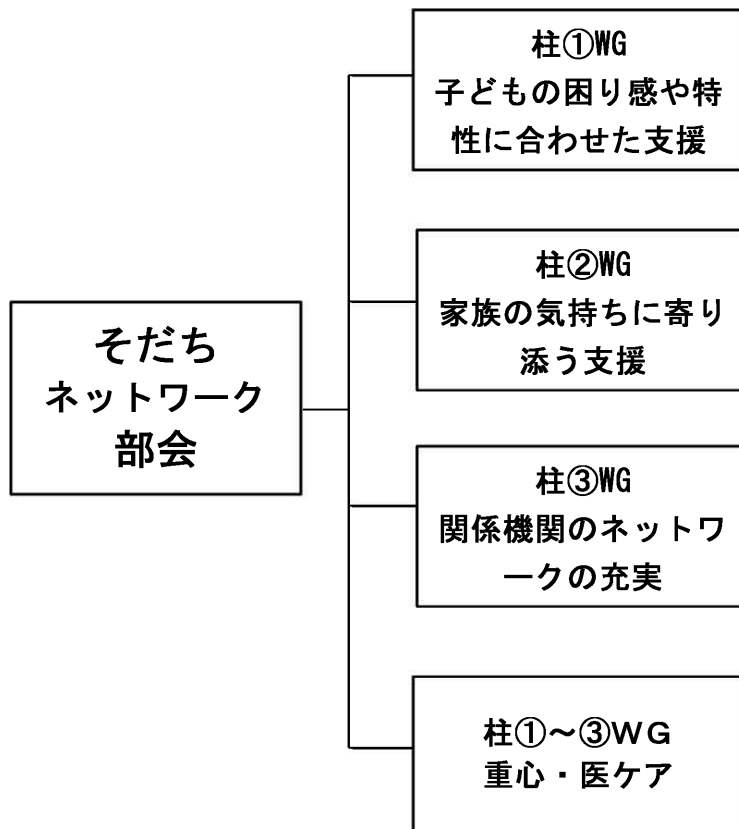 そだち
ネットワーク
部会
柱①WG
子どもの困り感や特
性に合わせた支援
柱②WG
家族の気持ちに寄り
添う支援
柱③WG
関係機関のネットワ
ークの充実
柱①～③ＷＧ
重心・医ケア